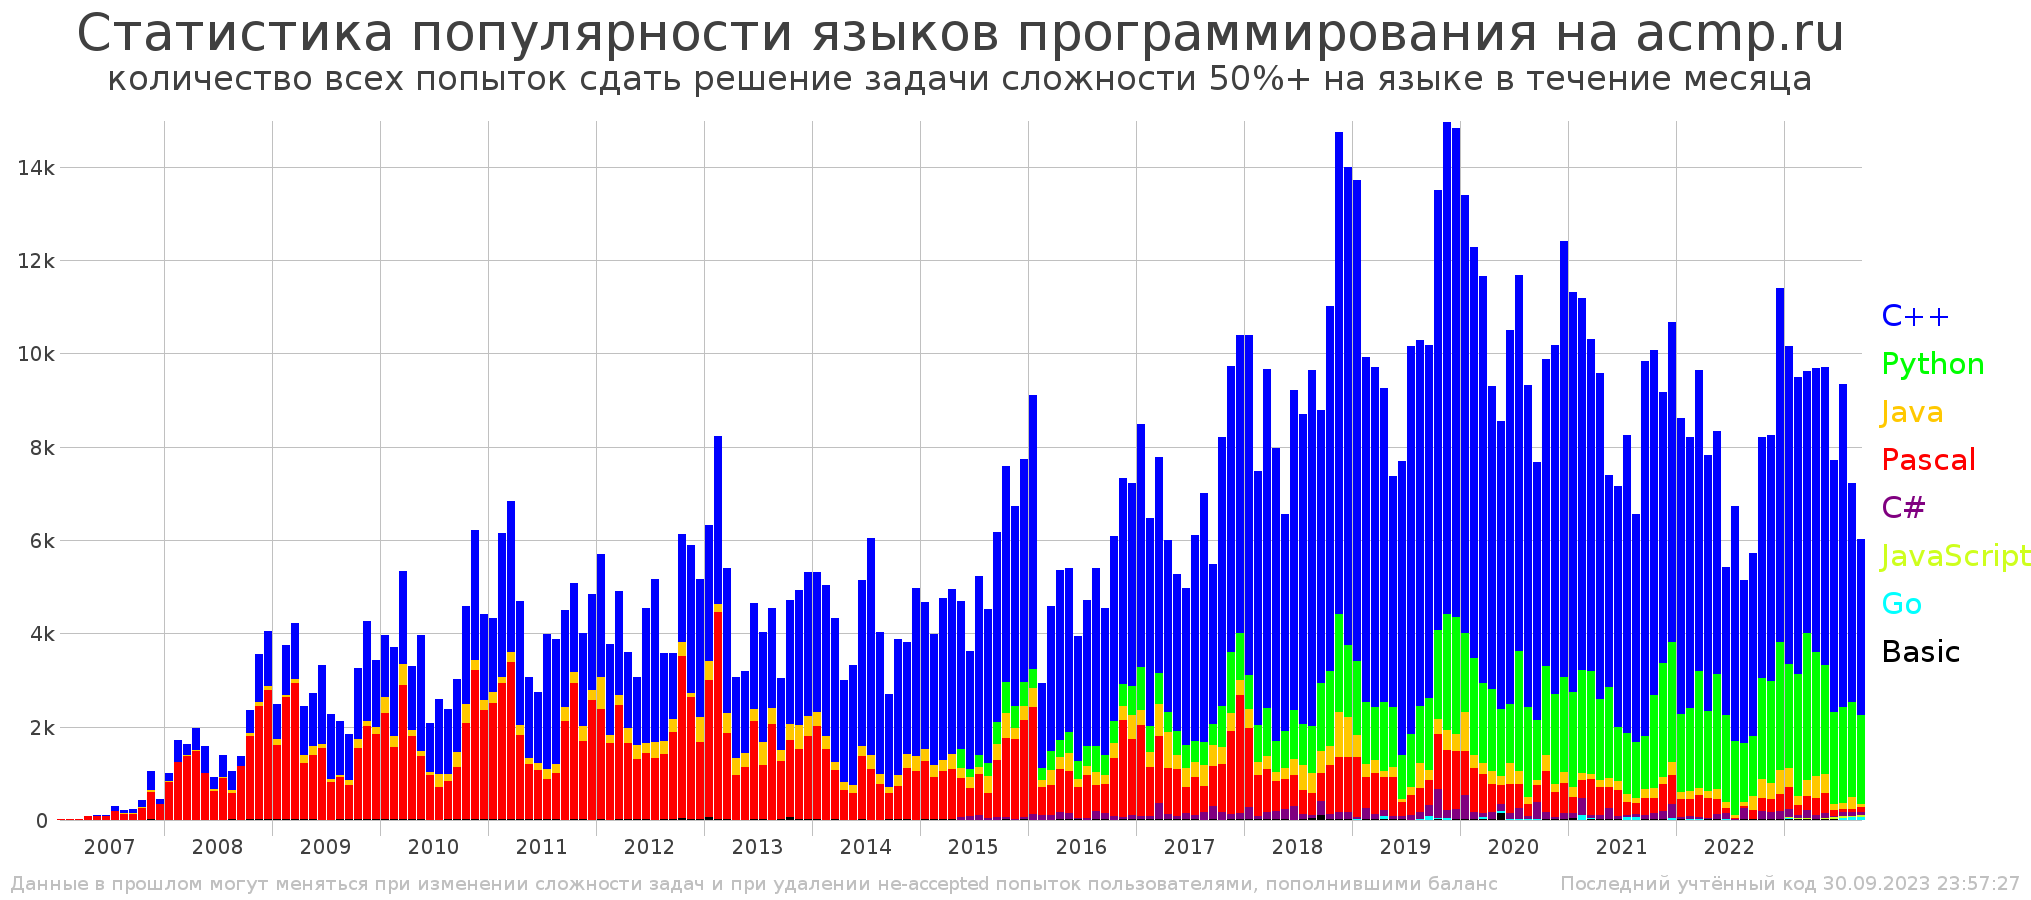 Статистика популярности языков программирования на acmp.ru
количество всех попыток сдать решение задачи сложности 50%+ на языке в течение месяца
14k
12k
10k
8k
6k
4k
2k
0
C++
Python
Java
Pascal
C#
JavaScript
Go
Basic
2007 2008 2009 2010 2011 2012 2013 2014 2015 2016 2017 2018 2019 2020 2021 2022
Данные в прошлом могут меняться при изменении сложности задач и при удалении не-accepted попыток пользователями, пополнившими баланс
Последний учтённый код 30.09.2023 23:57:27